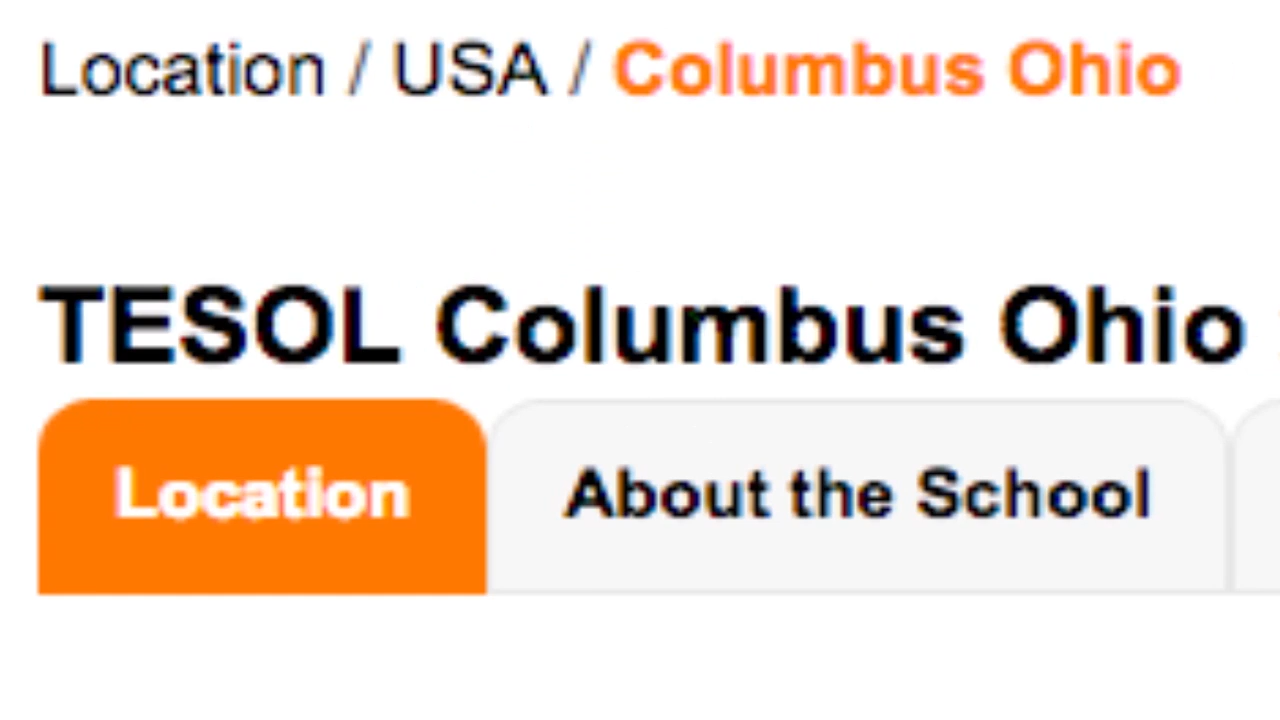 Location / USA / Columbus Ohio
TESOL Columbus Ohio
Location
About the School